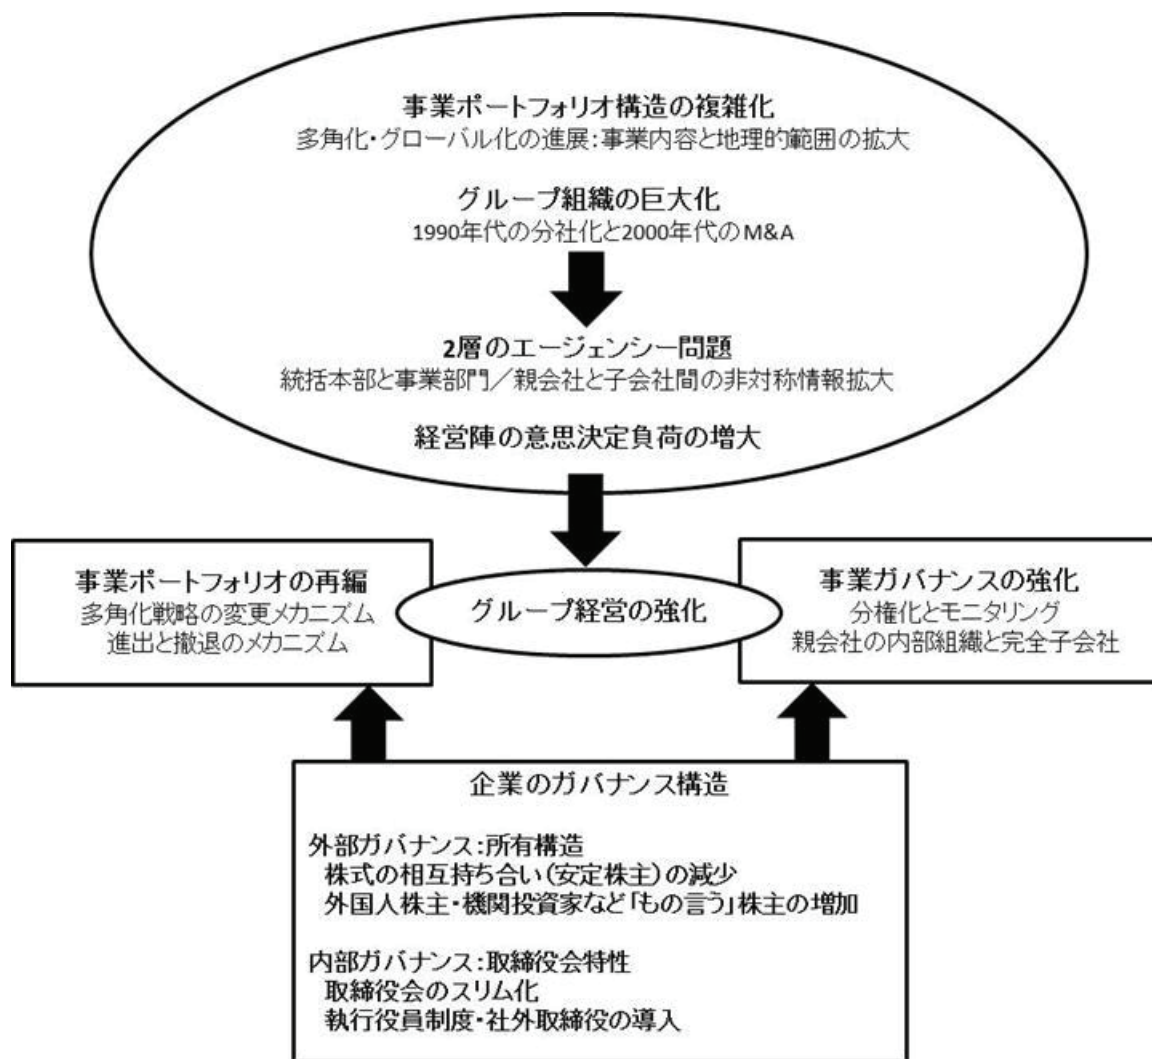 事業ポートフォリオ構造の複雑化
多角化・グローバル化の進展:事業内容と地理的範囲の拡大
グループ組織の巨大化
1990年代の分社化と2000年代のM&A
2層のエージェンシー問題
統括本部と事業部門／親会社と子会社間の非対称情報拡大
経営陣の意思決定負荷の増大
事業ポートフォリオの再編
多角化戦略の変更メカニズム
進出と撤退のメカニズム
グループ経営の強化
事業ガバナンスの強化
分権化とモニタリング
親会社の内部組織と完全子会社
企業のガバナンス構造
外部ガバナンス:所有構造
株式の相互持ち合い(安定株主)の減少
外国人株主・機関投資家など「もの言う」株主の増加
内部ガバナンス:取締役会特性
取締役会のスリム化
執行役員制度・社外取締役の導入